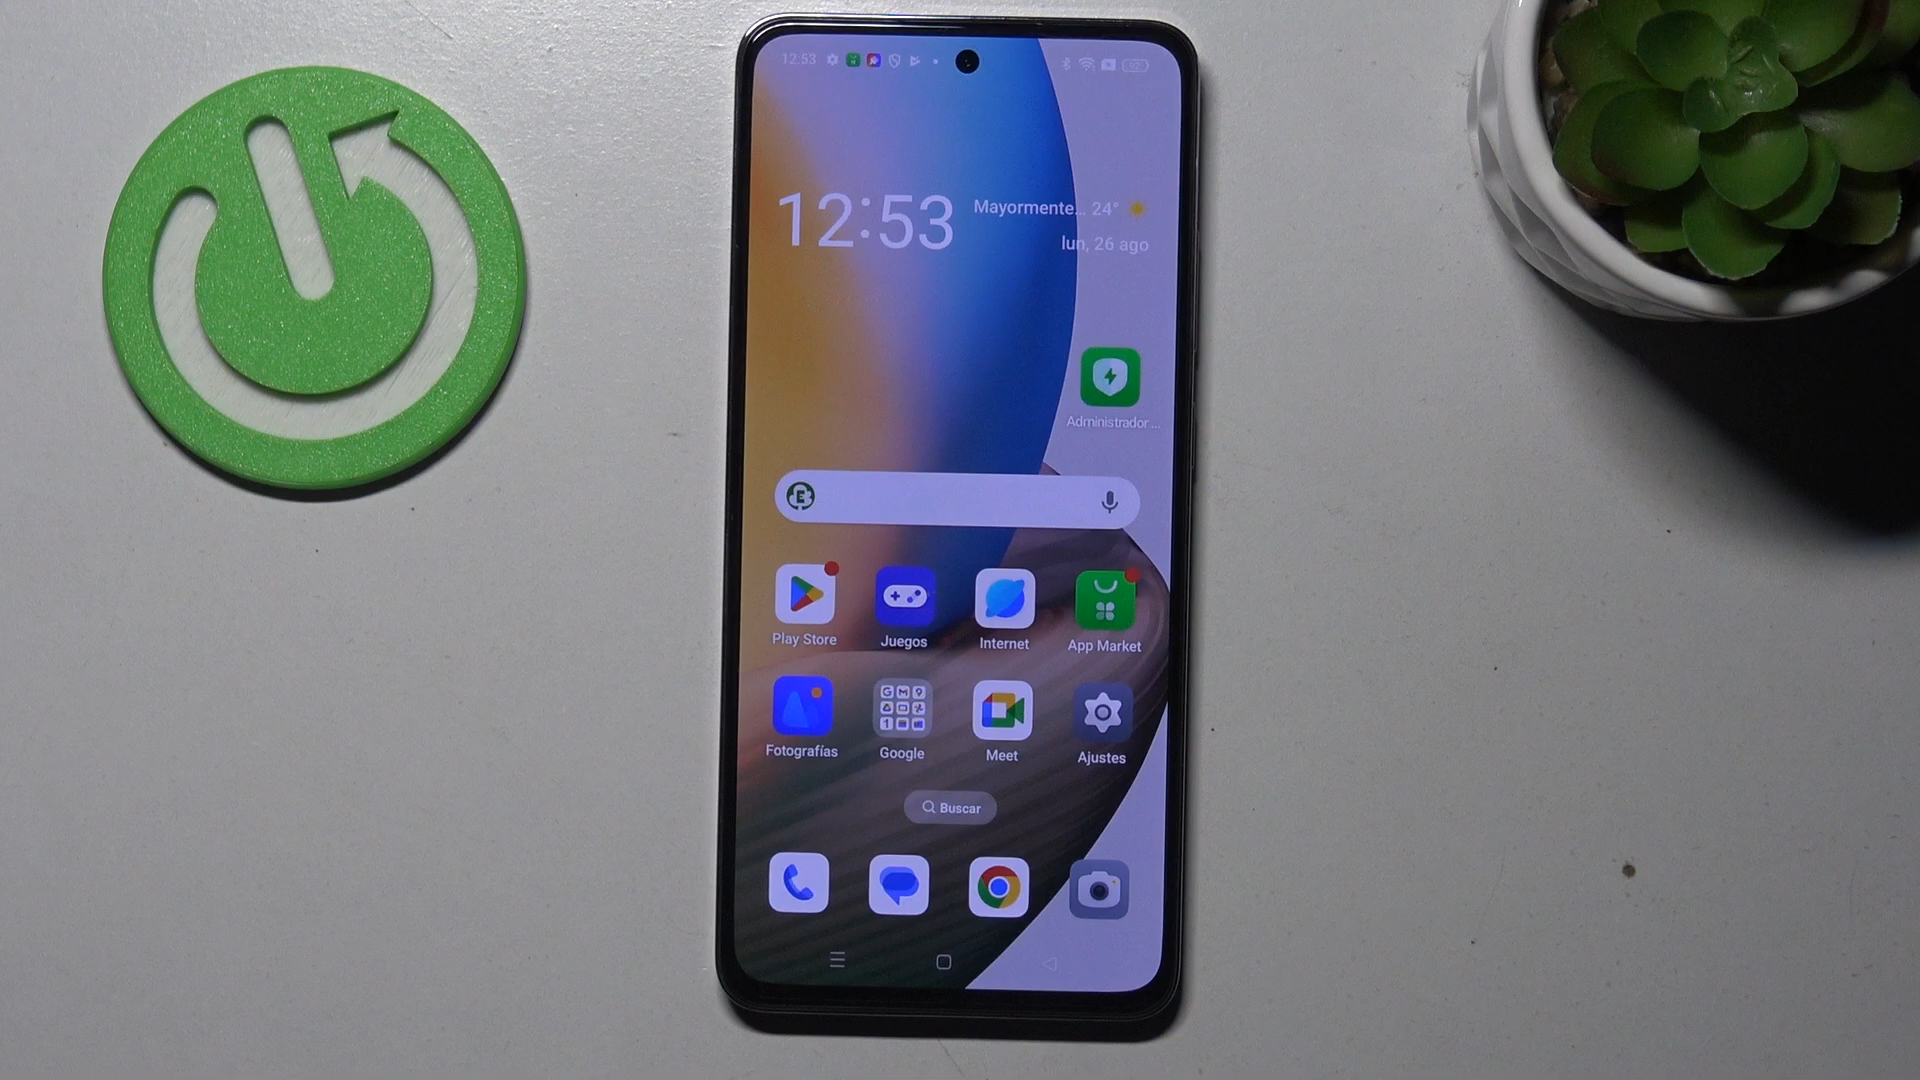 12:53
12:53
Mayormente... 24°
lun, 26 ago
Administrador ...
E
Play Store
Juegos
Internet
App Market
Fotografías
Google
Meet
Ajustes
Buscar